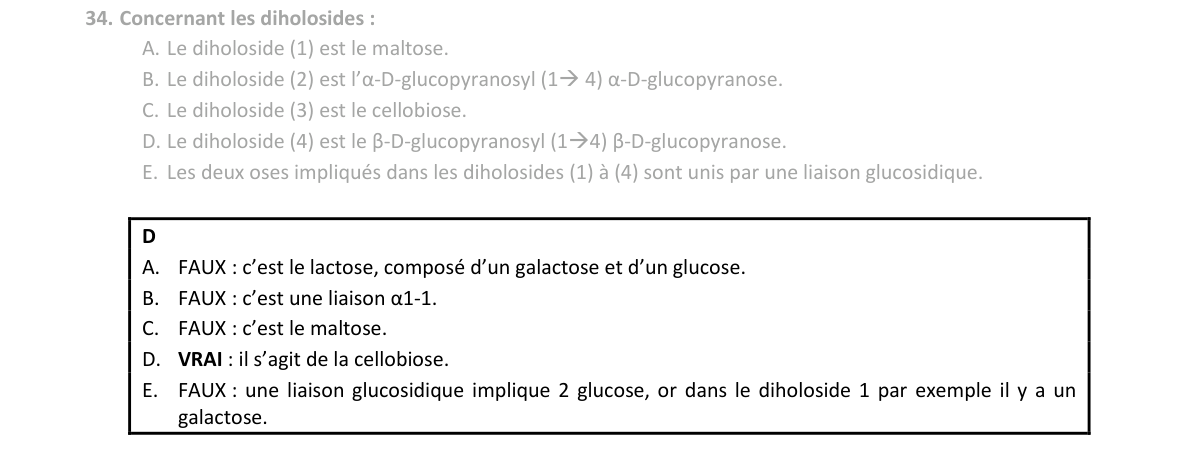 34. Concernant les diholosides :
A. Le diholoside (1) est le maltose.
B. Le diholoside (2) est l’α-D-glucopyranosyl (1→ 4) α-D-glucopyranose.
C. Le diholoside (3) est le cellobiose.
D. Le diholoside (4) est le β-D-glucopyranosyl (1→4) β-D-glucopyranose.
E. Les deux oses impliqués dans les diholosides (1) à (4) sont unis par une liaison glucosidique.
D
A. FAUX : c’est le lactose, composé d’un galactose et d’un glucose.
B. FAUX : c’est une liaison α1-1.
C. FAUX : c’est le maltose.
D. VRAI : il s’agit de la cellobiose.
E. FAUX : une liaison glucosidique implique 2 glucose, or dans le diholoside 1 par exemple il y a un
galactose.